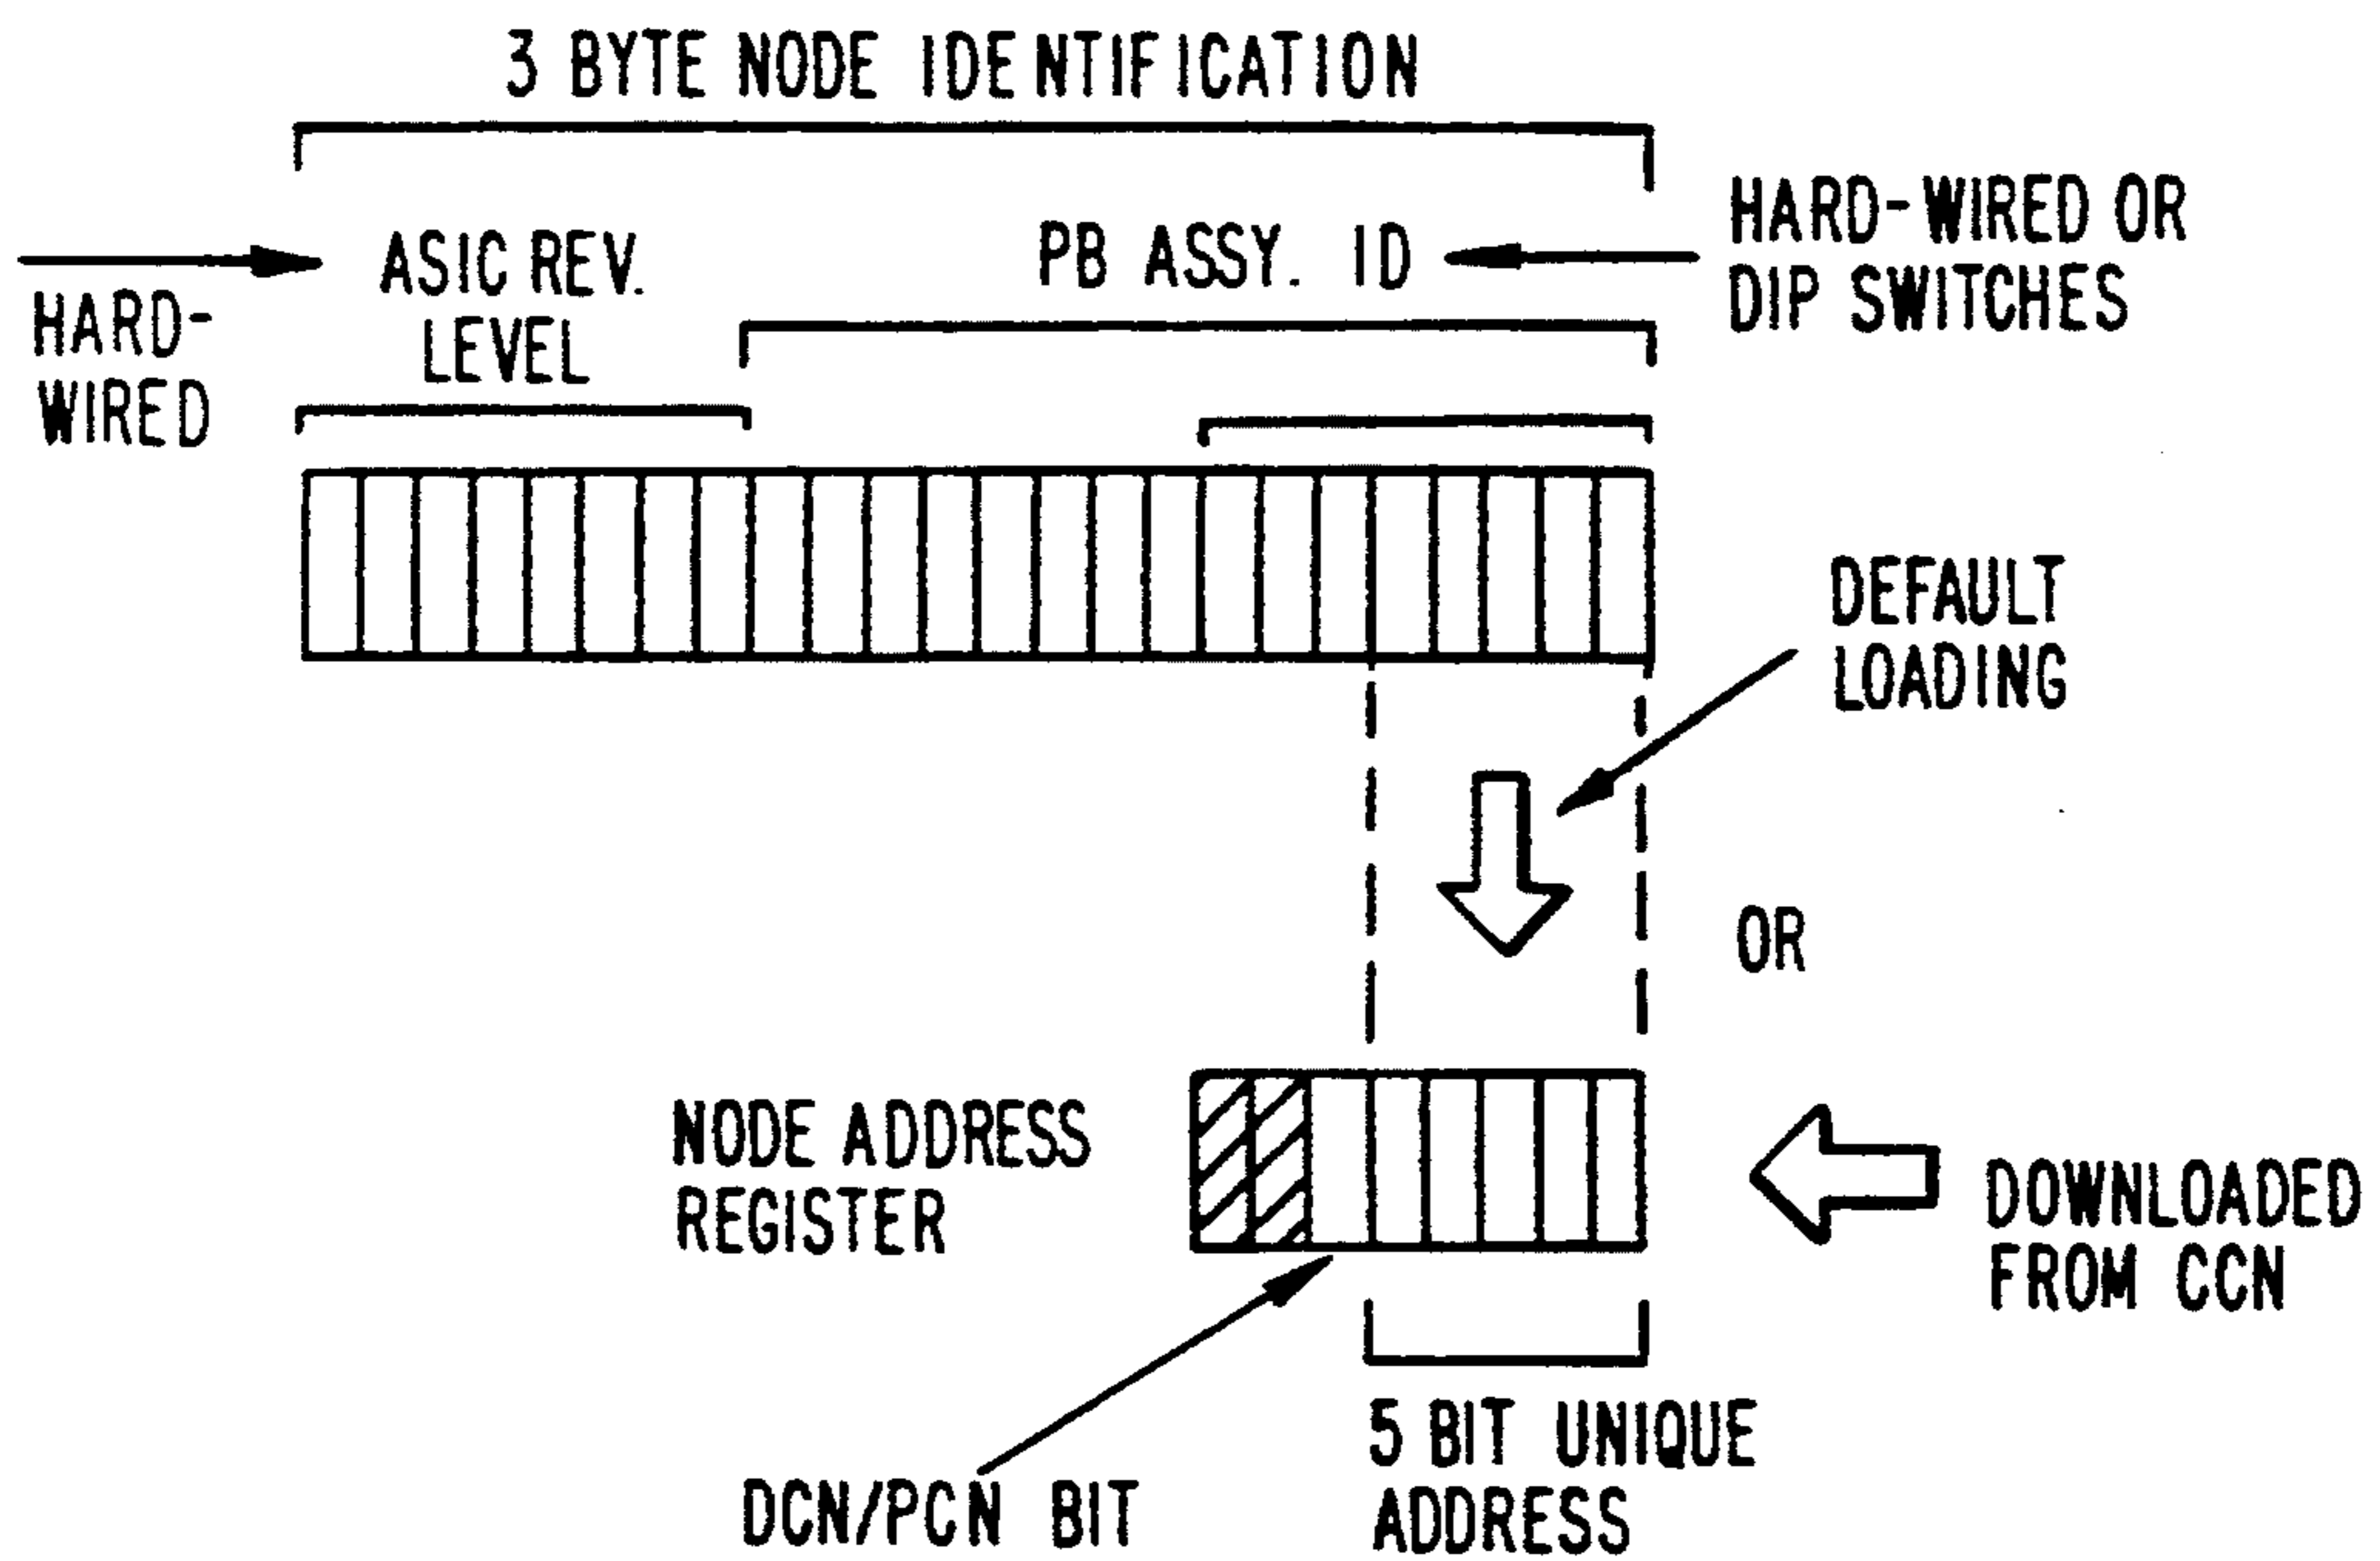 3 BYTE NODE IDENTIFICATION
HARD-WIRED OR
DIP SWITCHES
ASIC REV.
LEVEL
PB ASSY. ID
HARD-
WIRED
DEFAULT
LOADING
OR
NODE ADDRESS
REGISTER
DOWNLOADED
FROM CCN
5 BIT UNIQUE
ADDRESS
DCN/PCN BIT